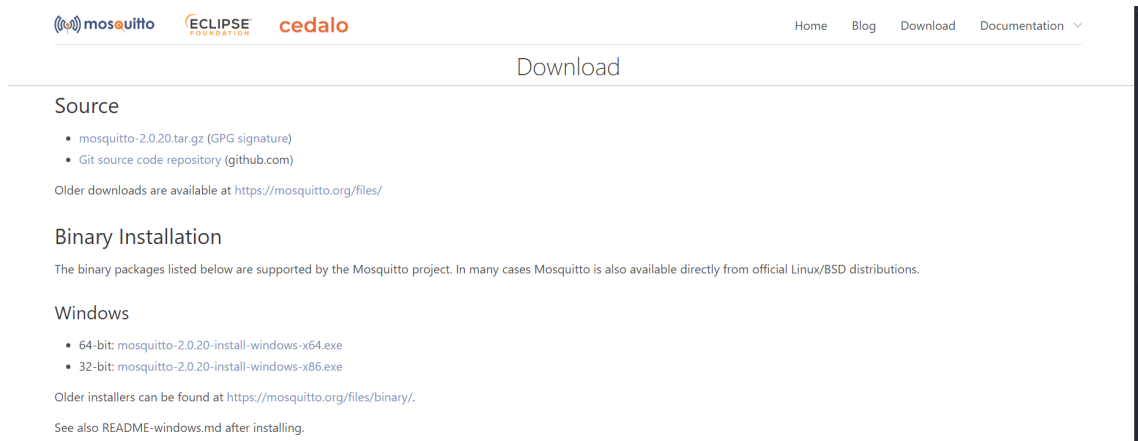 mosquitto ECLIPSE FOUNDATION cedalo Home Blog Download Documentation
Download
Source
• mosquitto-2.0.20.tar.gz (GPG signature)
• Git source code repository (github.com)
Older downloads are available at https://mosquitto.org/files/
Binary Installation
The binary packages listed below are supported by the Mosquitto project. In many cases Mosquitto is also available directly from official Linux/BSD distributions.
Windows
• 64-bit: mosquitto-2.0.20-install-windows-x64.exe
• 32-bit: mosquitto-2.0.20-install-windows-x86.exe
Older installers can be found at https://mosquitto.org/files/binary/.
See also README-windows.md after installing.